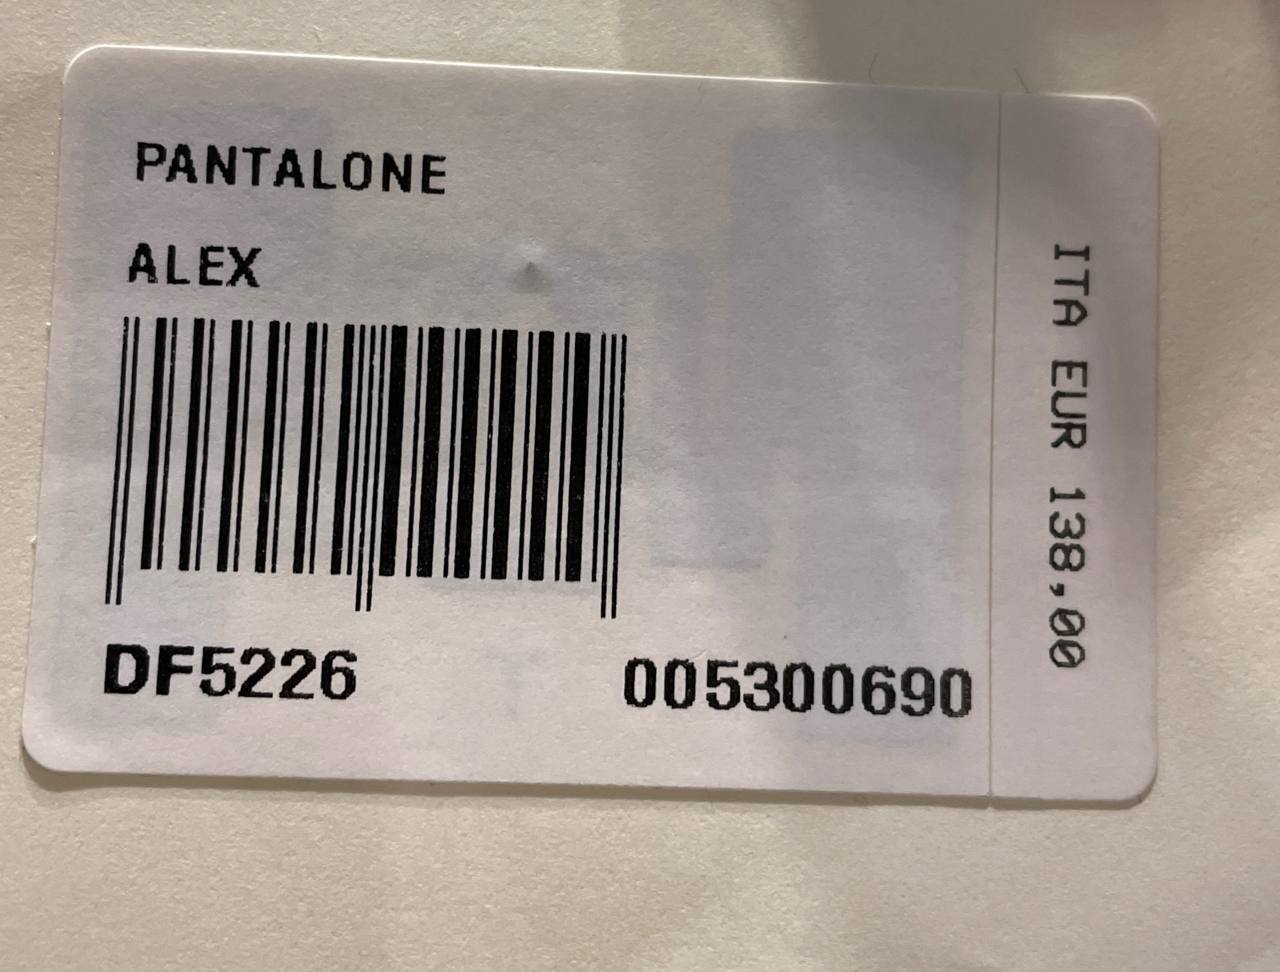 PANTALONE
ALEX
DF5226 005300690
ITA EUR 138,00